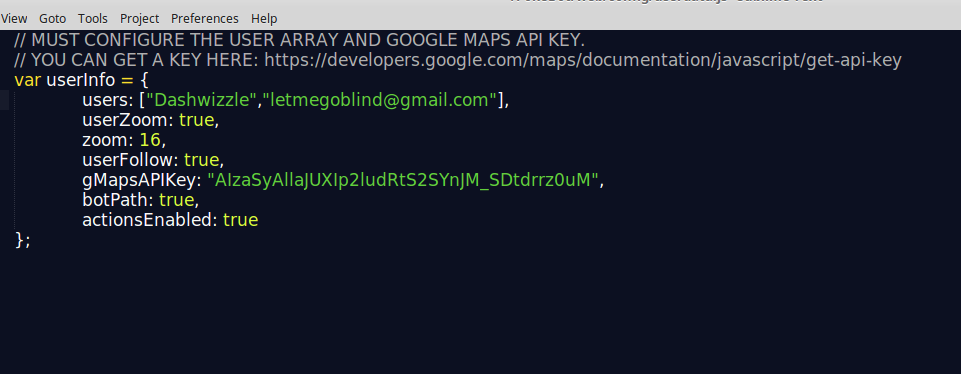 View Goto Tools Project Preferences Help
// MUST CONFIGURE THE USER ARRAY AND GOOGLE MAPS API KEY.
// YOU CAN GET A KEY HERE: https://developers.google.com/maps/documentation/javascript/get-api-key
var userInfo = {
users: ["Dashwizzle","letmegoblind@gmail.com"],
userZoom: true,
zoom: 16,
userFollow: true,
gMapsAPIKey: "AIzaSyAllaJUXIp2ludRtS2SYnJM_SDtdrrz0uM",
botPath: true,
actionsEnabled: true
};